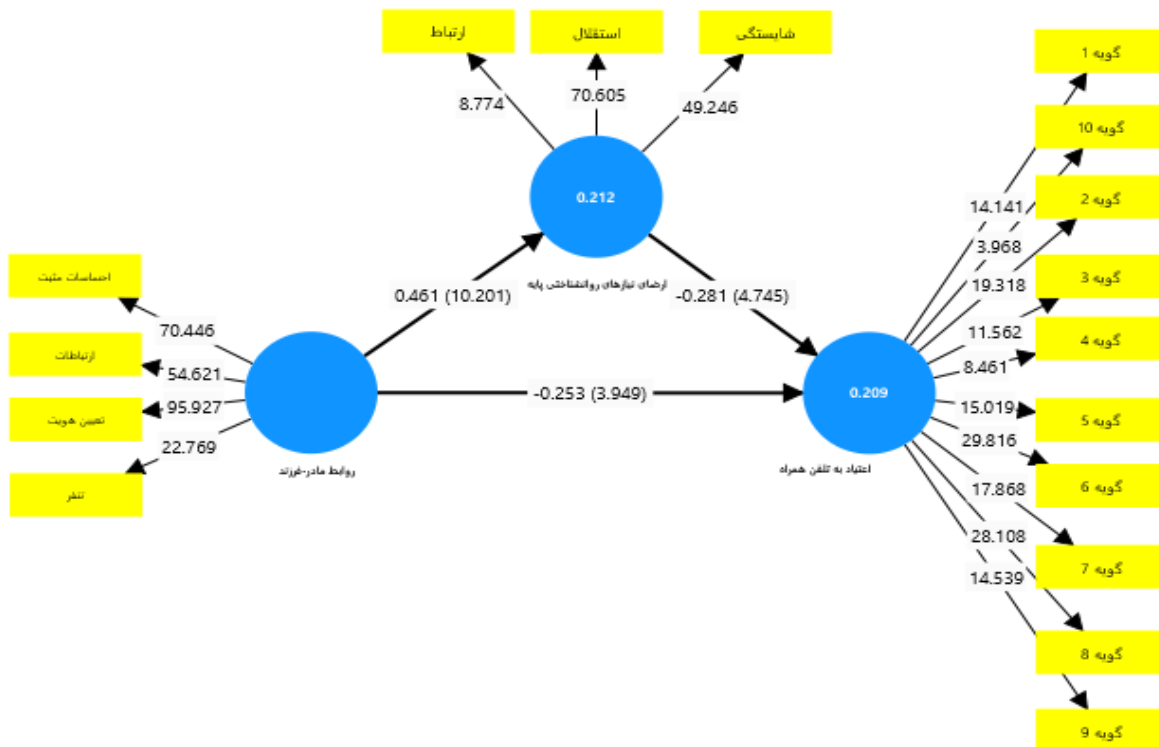 ارتباط
استقلال
شایستگی
8.774
70.605
49.246
0.212
ارضای نیازهای روانشناختی پایه
0.461 (10.201)
-0.281 (4.745)
احساسات مثبت
ارتباطات
تعیین هویت
تنفر
70.446
54.621
95.927
22.769
روابط مادر-فرزند
-0.253 (3.949)
0.209
اعتیاد به تلفن همراه
14.141
3.968
19.318
11.562
8.461
15.019
29.816
17.868
28.108
14.539
گویه 1
گویه 10
گویه 2
گویه 3
گویه 4
گویه 5
گویه 6
گویه 7
گویه 8
گویه 9